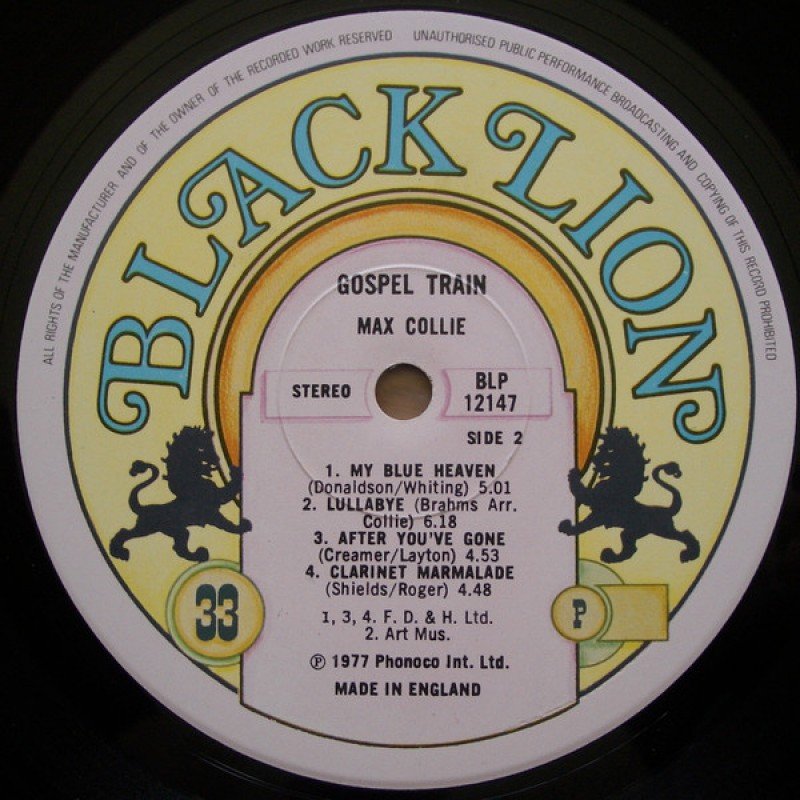 ALL RIGHTS OF THE MANUFACTURER AND OF THE OWNER OF THE RECORDED WORK RESERVED
UNAUTHORISED PUBLIC PERFORMANCE BROADCASTING AND COPYING OF THIS RECORD PROHIBITED
BLACK LION
GOSPEL TRAIN
MAX COLLIE
STEREO
BLP
12147
SIDE 2
1. MY BLUE HEAVEN
(Donaldson/Whiting) 5.01
2. LULLABYE (Brahms Arr.
Collie) 6.18
3. AFTER YOU'VE GONE
(Creamer/Layton) 4.53
4. CLARINET MARMALADE
(Shields/Roger) 4.48
1, 3, 4. F. D. & H. Ltd.
2. Art Mus.
℗ 1977 Phonoco Int. Ltd.
MADE IN ENGLAND
33
P